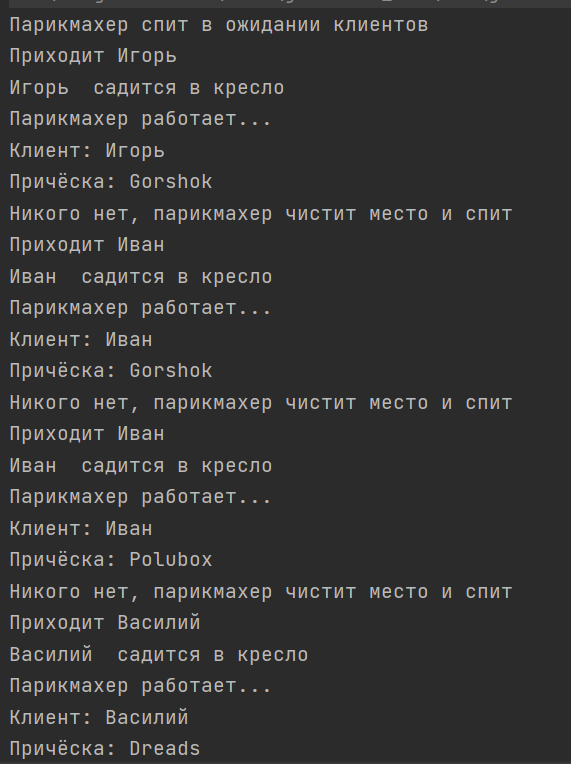 Парикмахер спит в ожидании клиентов
Приходит Игорь
Игорь  садится в кресло
Парикмахер работает...
Клиент: Игорь
Причёска: Gorshok
Никого нет, парикмахер чистит место и спит
Приходит Иван
Иван  садится в кресло
Парикмахер работает...
Клиент: Иван
Причёска: Gorshok
Никого нет, парикмахер чистит место и спит
Приходит Иван
Иван  садится в кресло
Парикмахер работает...
Клиент: Иван
Причёска: Polubox
Никого нет, парикмахер чистит место и спит
Приходит Василий
Василий  садится в кресло
Парикмахер работает...
Клиент: Василий
Причёска: Dreads